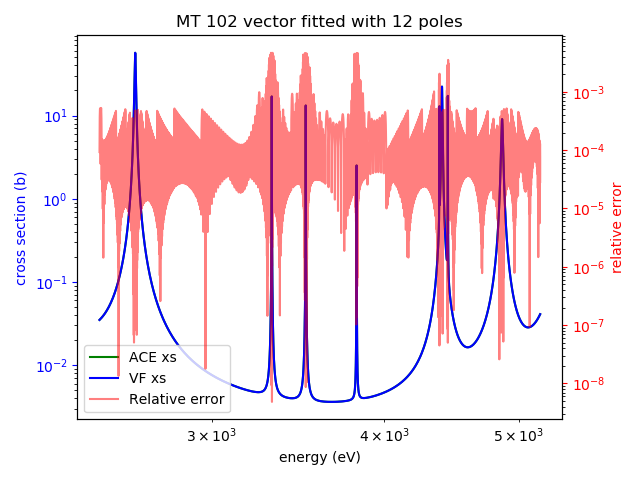 MT 102 vector fitted with 12 poles
10¹
10⁰
10⁻¹
10⁻²
cross section (b)
10⁻³
10⁻⁴
10⁻⁵
10⁻⁶
10⁻⁷
10⁻⁸
relative error
ACE xs
VF xs
Relative error
3 × 10³
4 × 10³
5 × 10³
energy (eV)